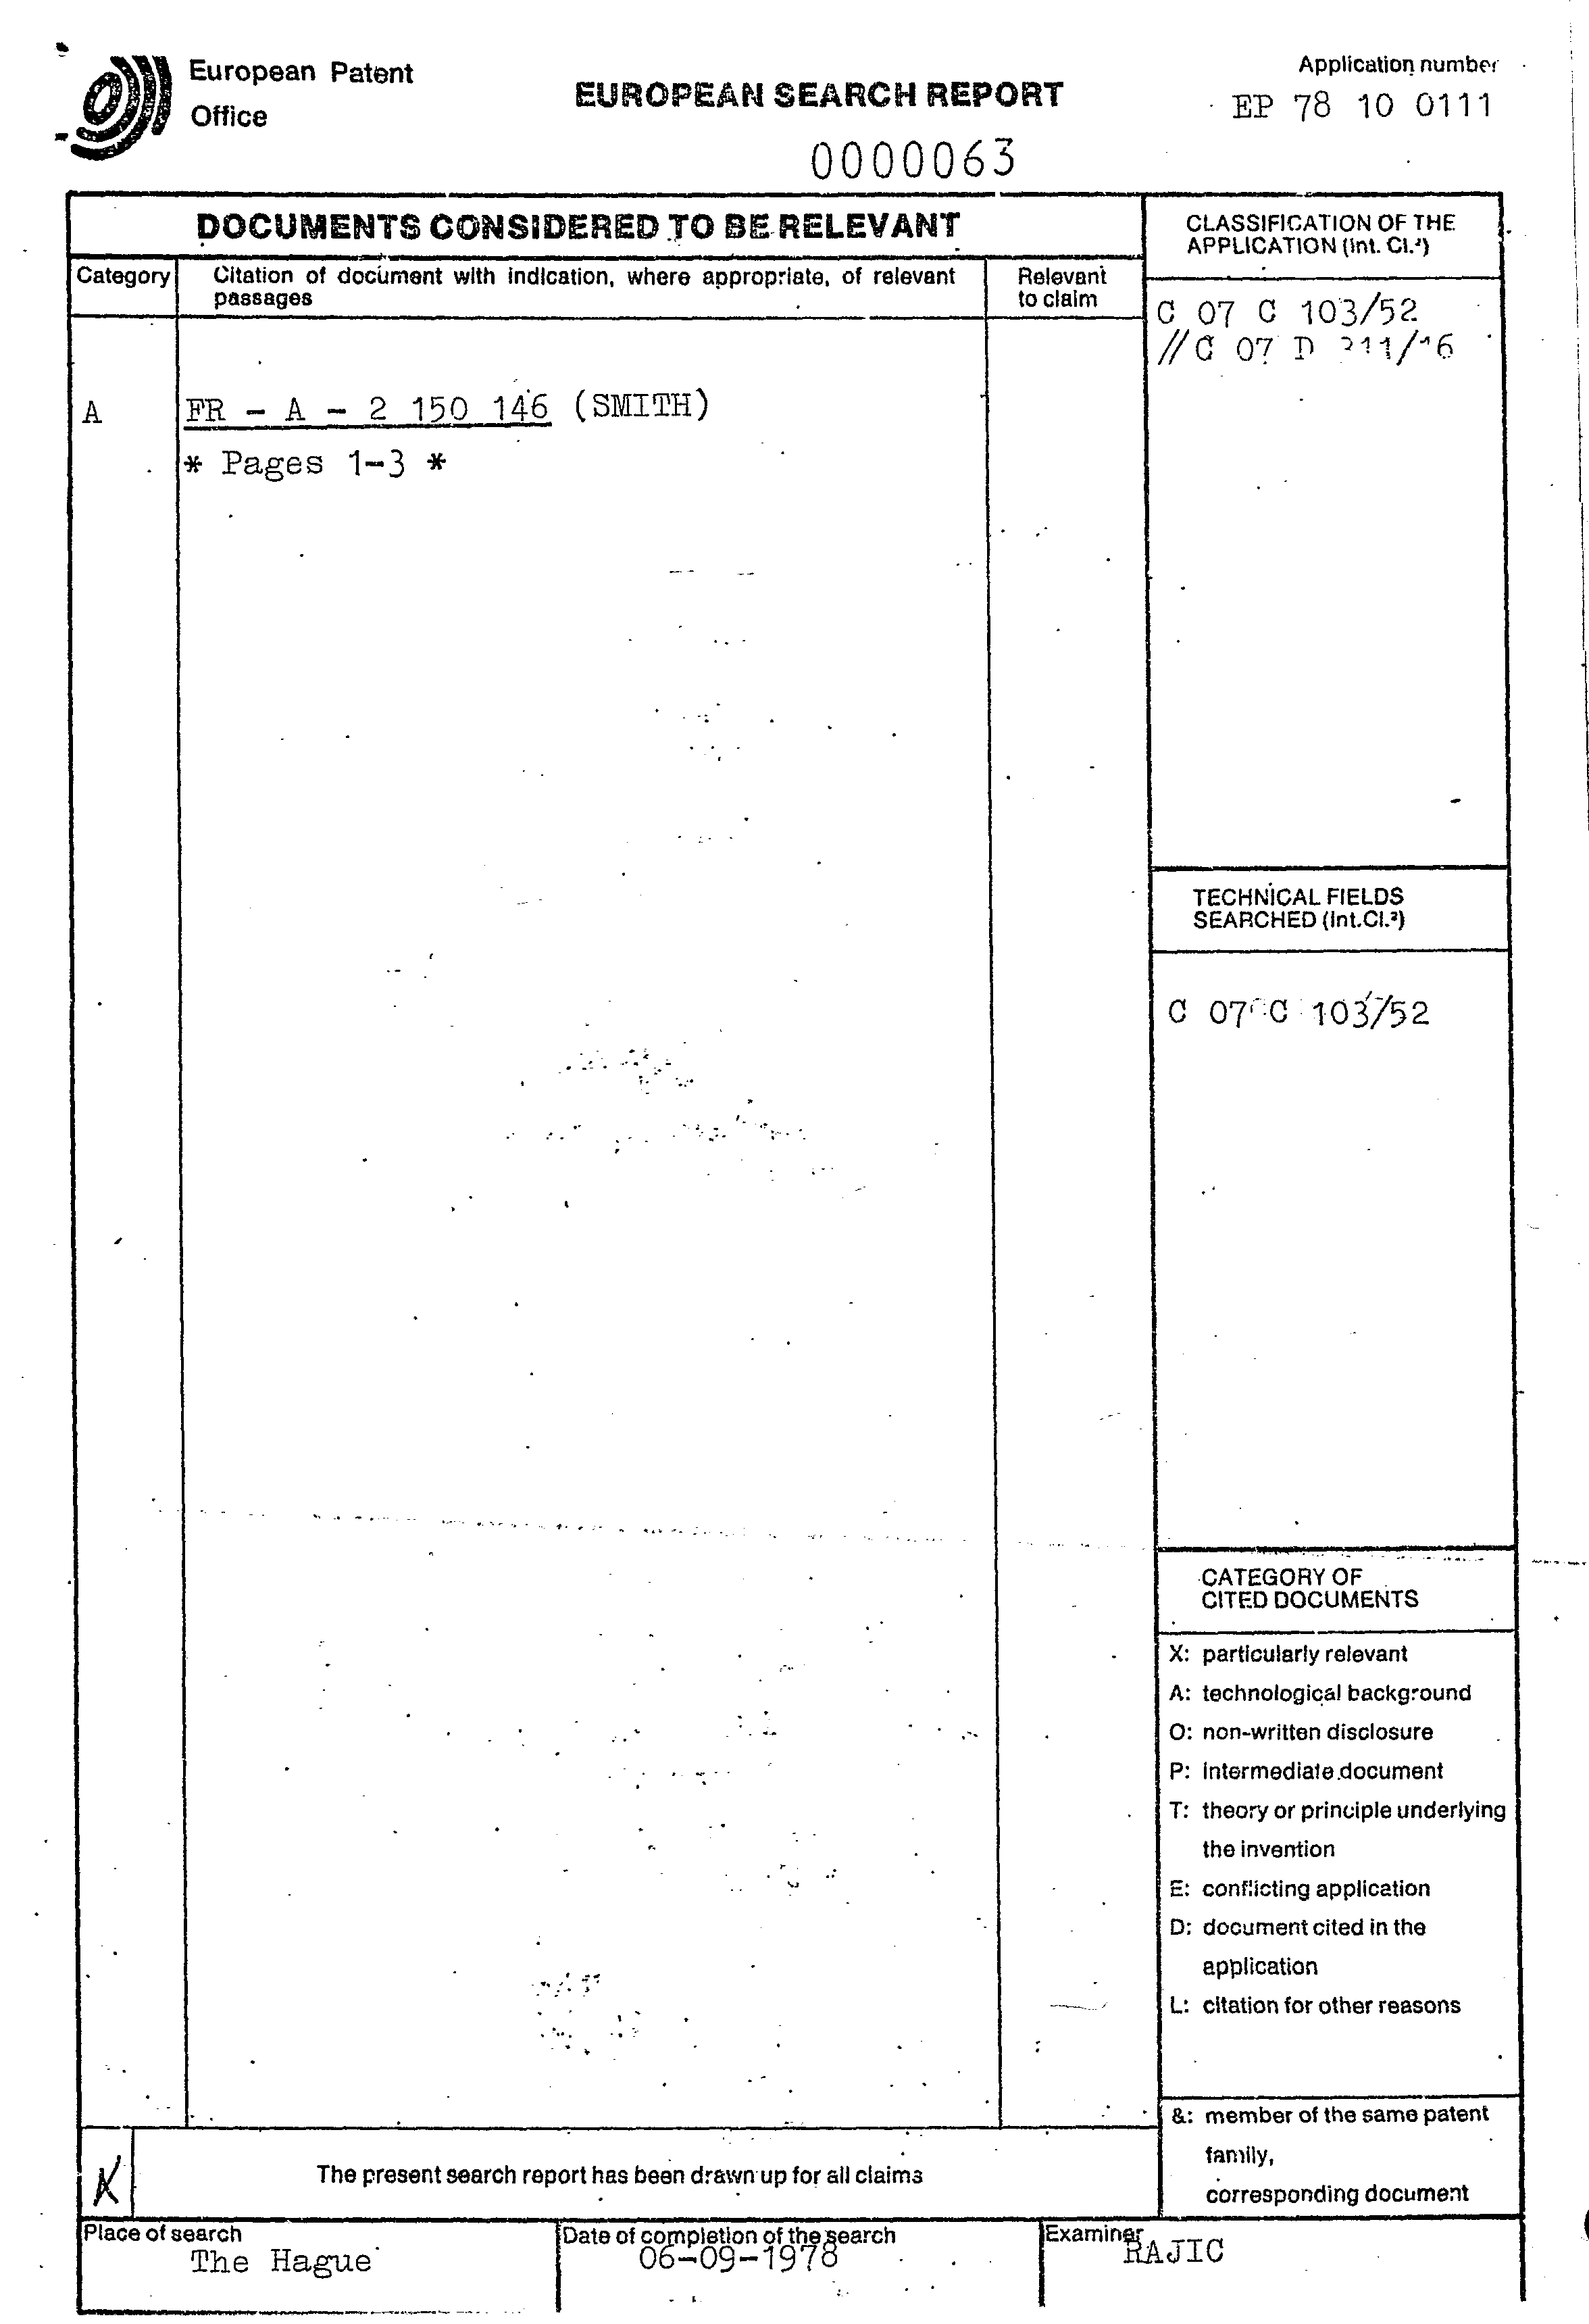 European Patent
Office
EUROPEAN SEARCH REPORT
Application number
EP 78 10 0111
0000063
DOCUMENTS CONSIDERED TO BE RELEVANT
Category
Citation of document with indication, where appropriate, of relevant
passages
Relevant
to claim
CLASSIFICATION OF THE
APPLICATION (Int. Cl.²)
C 07 C 103/52
//C 07 D
A
FR - A - 2 150 146 (SMITH)
* Pages 1-3 *
TECHNICAL FIELDS
SEARCHED (Int.Cl.²)
C 07 C 103/52
CATEGORY OF
CITED DOCUMENTS
X: particularly relevant
A: technological background
O: non-written disclosure
P: intermediate document
T: theory or principle underlying
the invention
E: conflicting application
D: document cited in the
application
L: citation for other reasons
&: member of the same patent
family,
corresponding document
X
The present search report has been drawn up for all claims
Place of search
The Hague
Date of completion of the search
06-09-1978
Examiner
RAJIC